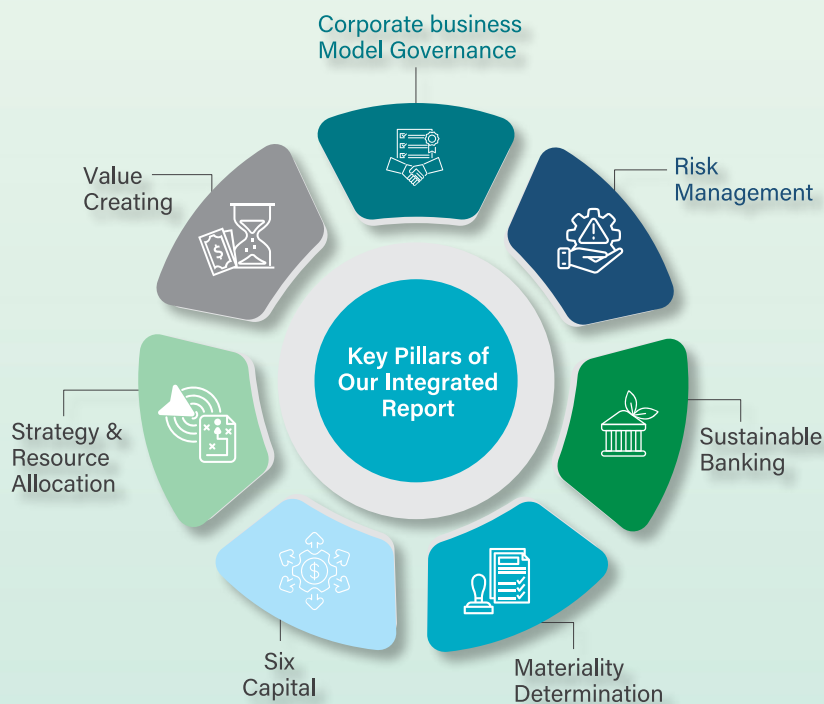 Corporate business
Model Governance
Risk
Management
Sustainable
Banking
Materiality
Determination
Six
Capital
Strategy &
Resource
Allocation
Value
Creating
Key Pillars of
Our Integrated
Report